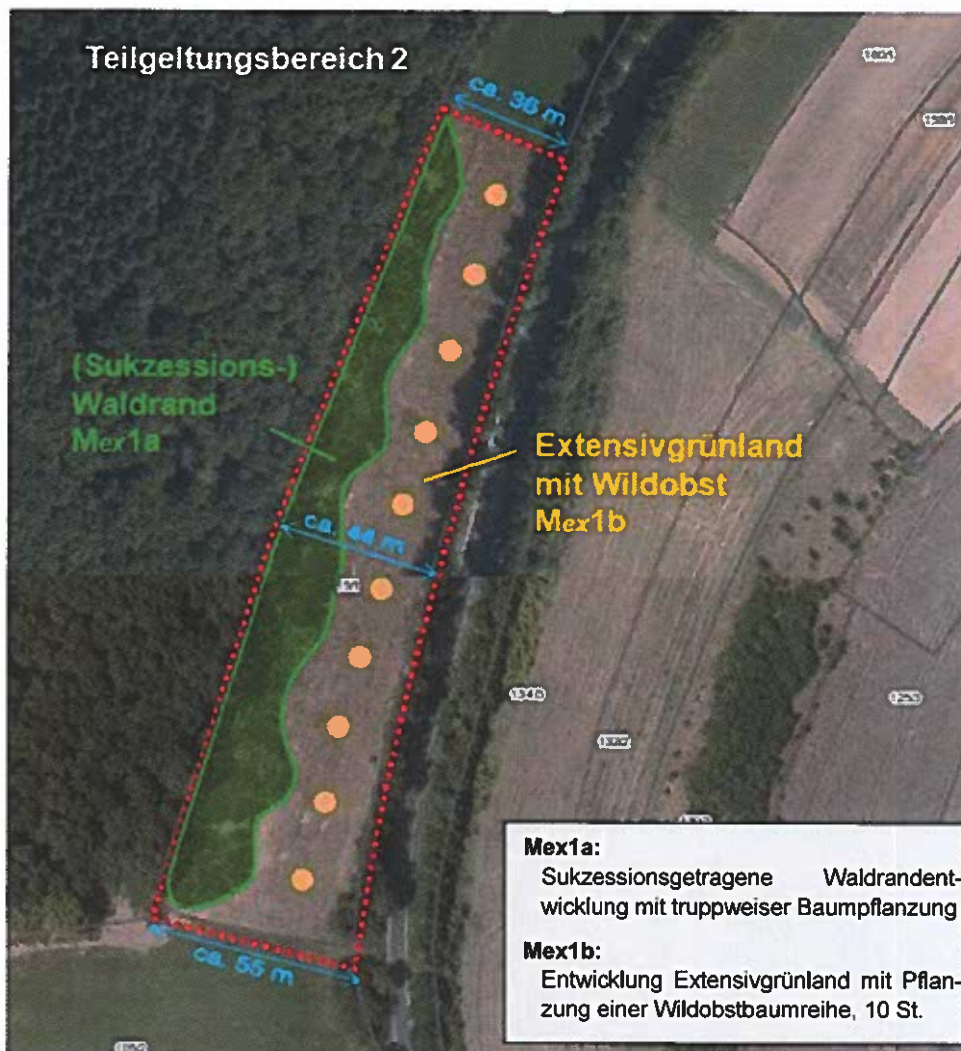 Teilgeltungsbereich 2
ca. 36 m
(Sukzessions-)
Waldrand
Mex1a
Extensivgrünland
mit Wildobst
Mex1b
ca. 44 m
ca. 55 m
Mex1a:
Sukzessionsgetragene Waldrandent-
wicklung mit truppweiser Baumpflanzung
Mex1b:
Entwicklung Extensivgrünland mit Pflan-
zung einer Wildobstbaumreihe, 10 St.